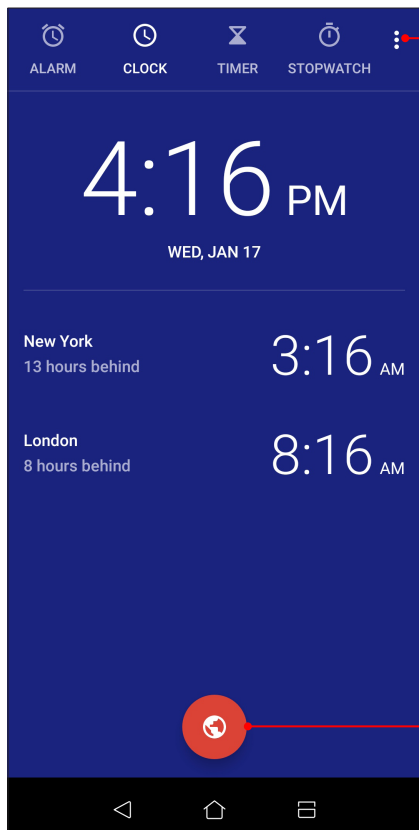 ALARM CLOCK TIMER STOPWATCH
4:16 PM
WED, JAN 17
New York
13 hours behind
3:16 AM
London
8 hours behind
8:16 AM